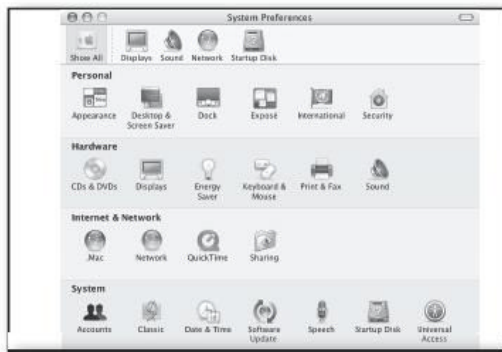 System Preferences
Show All Displays Sound Network Startup Disk
Personal
Appearance Desktop & Screen Saver Dock Exposé International Security
Hardware
CDs & DVDs Displays Energy Saver Keyboard & Mouse Print & Fax Sound
Internet & Network
.Mac Network QuickTime Sharing
System
Accounts Classic Date & Time Software Update Speech Startup Disk Universal Access